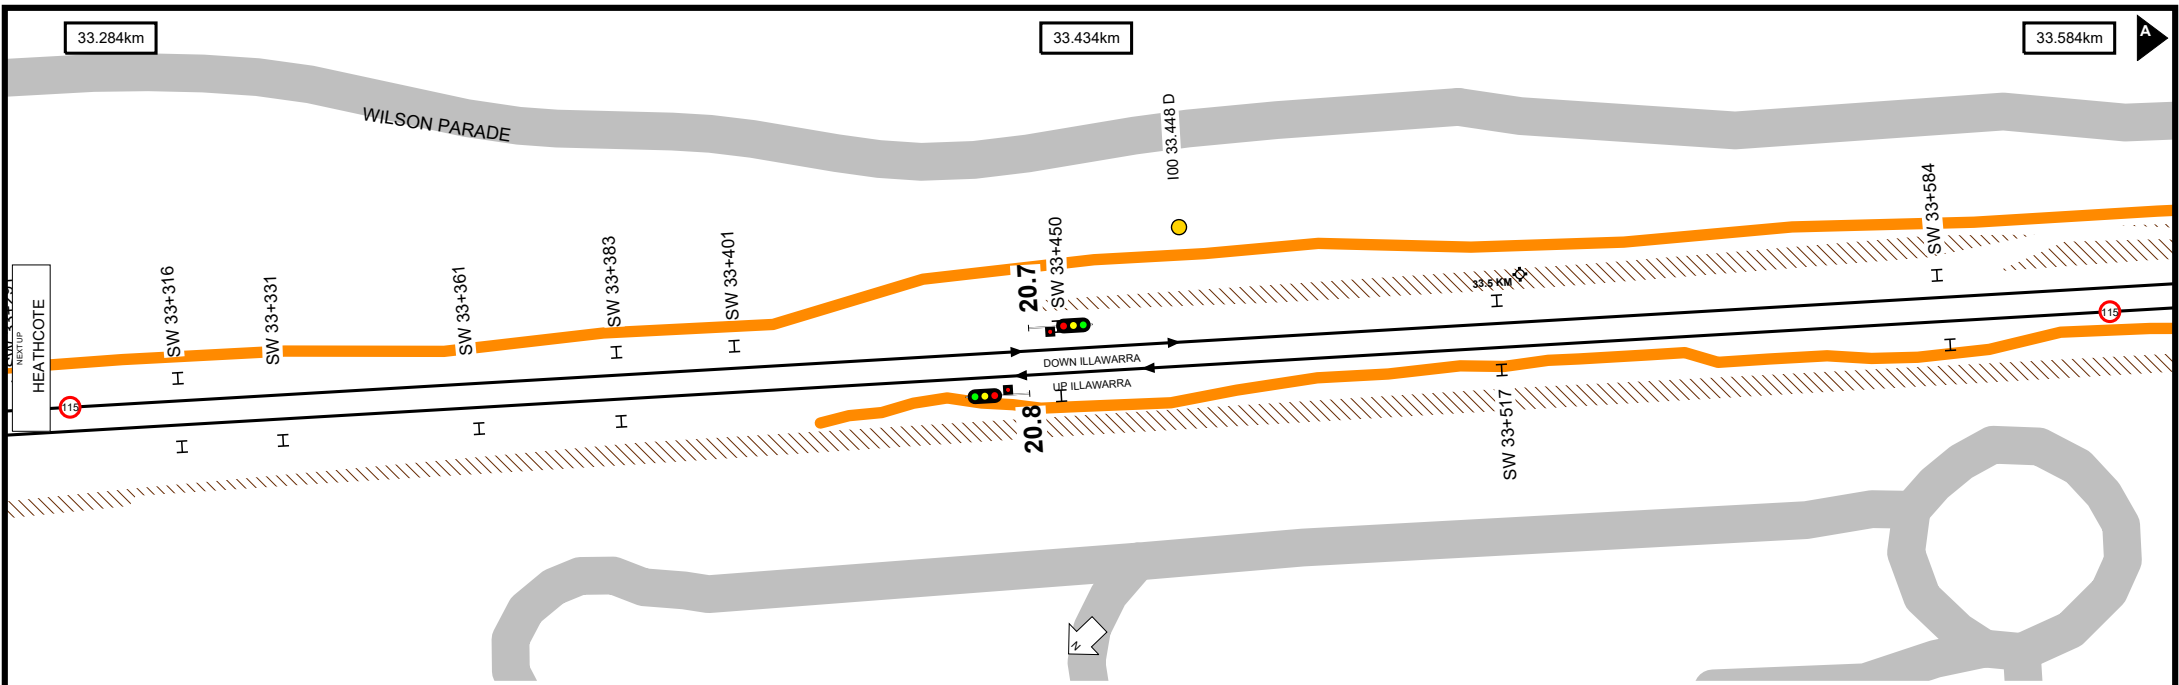 33.284km
33.434km
33.584km
A
WILSON PARADE
I00 33.448 D
SW 33+316
SW 33+331
SW 33+361
SW 33+383
SW 33+401
20.7
SW 33+450
33.5 KM
SW 33+584
NEXT UP
HEATHCOTE
115
115
DOWN ILLAWARRA
UP ILLAWARRA
20.8
SW 33+517
N